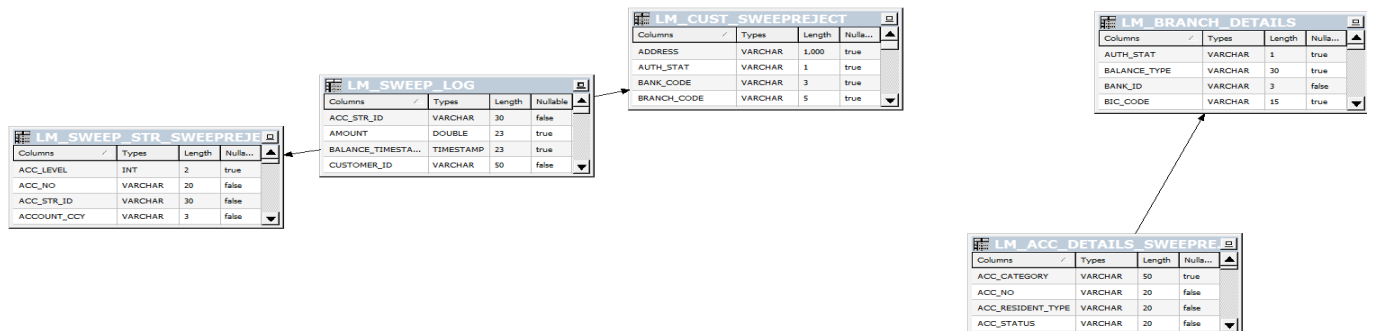 LM_CUST_SWEEPREJECT
Columns Types Length Nulla...
ADDRESS VARCHAR 1,000 true
AUTH_STAT VARCHAR 1 true
BANK_CODE VARCHAR 3 true
BRANCH_CODE VARCHAR 5 true
LM_BRANCH_DETAILS
Columns Types Length Nulla...
AUTH_STAT VARCHAR 1 true
BALANCE_TYPE VARCHAR 30 true
BANK_ID VARCHAR 3 false
BIC_CODE VARCHAR 15 true
LM_SWEEP_LOG
Columns Types Length Nullable
ACC_STR_ID VARCHAR 30 false
AMOUNT DOUBLE 23 true
BALANCE_TIMESTA... TIMESTAMP 23 true
CUSTOMER_ID VARCHAR 50 false
LM_SWEEP_STR_SWEEPREJE
Columns Types Length Nulla...
ACC_LEVEL INT 2 true
ACC_NO VARCHAR 20 false
ACC_STR_ID VARCHAR 30 false
ACCOUNT_CCY VARCHAR 3 false
LM_ACC_DETAILS_SWEEPRE
Columns Types Length Nulla...
ACC_CATEGORY VARCHAR 50 true
ACC_NO VARCHAR 20 false
ACC_RESIDENT_TYPE VARCHAR 20 false
ACC_STATUS VARCHAR 20 false